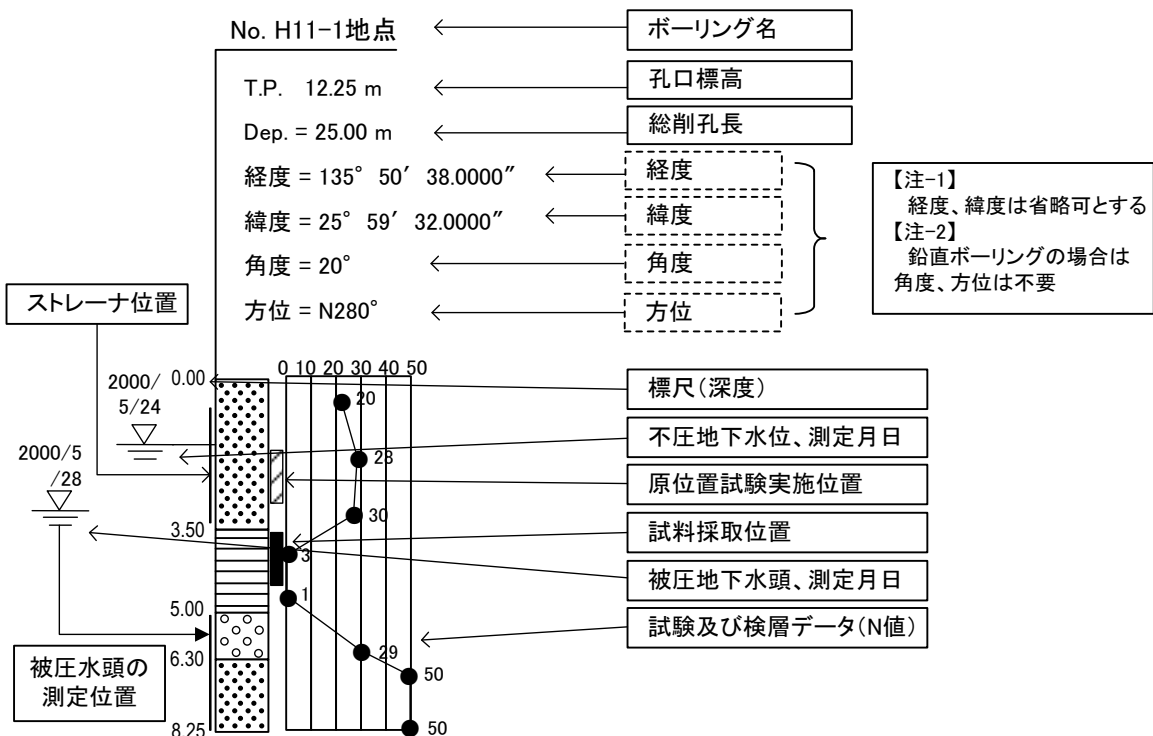 No. H11-1地点
ボーリング名
T.P. 12.25 m
孔口標高
Dep. = 25.00 m
総削孔長
経度 = 135° 50′ 38.0000″
経度
緯度 = 25° 59′ 32.0000″
緯度
角度 = 20°
角度
方位 = N280°
方位
【注-1】
経度、緯度は省略可とする
【注-2】
鉛直ボーリングの場合は
角度、方位は不要
ストレーナ位置
0 10 20 30 40 50
2000/
5/24
0.00
標尺(深度)
20
不圧地下水位、測定月日
2000/5
/28
23
原位置試験実施位置
30
3.50
試料採取位置
3
被圧地下水頭、測定月日
1
5.00
試験及び検層データ(N値)
29
6.30
被圧水頭の
測定位置
50
8.25
50